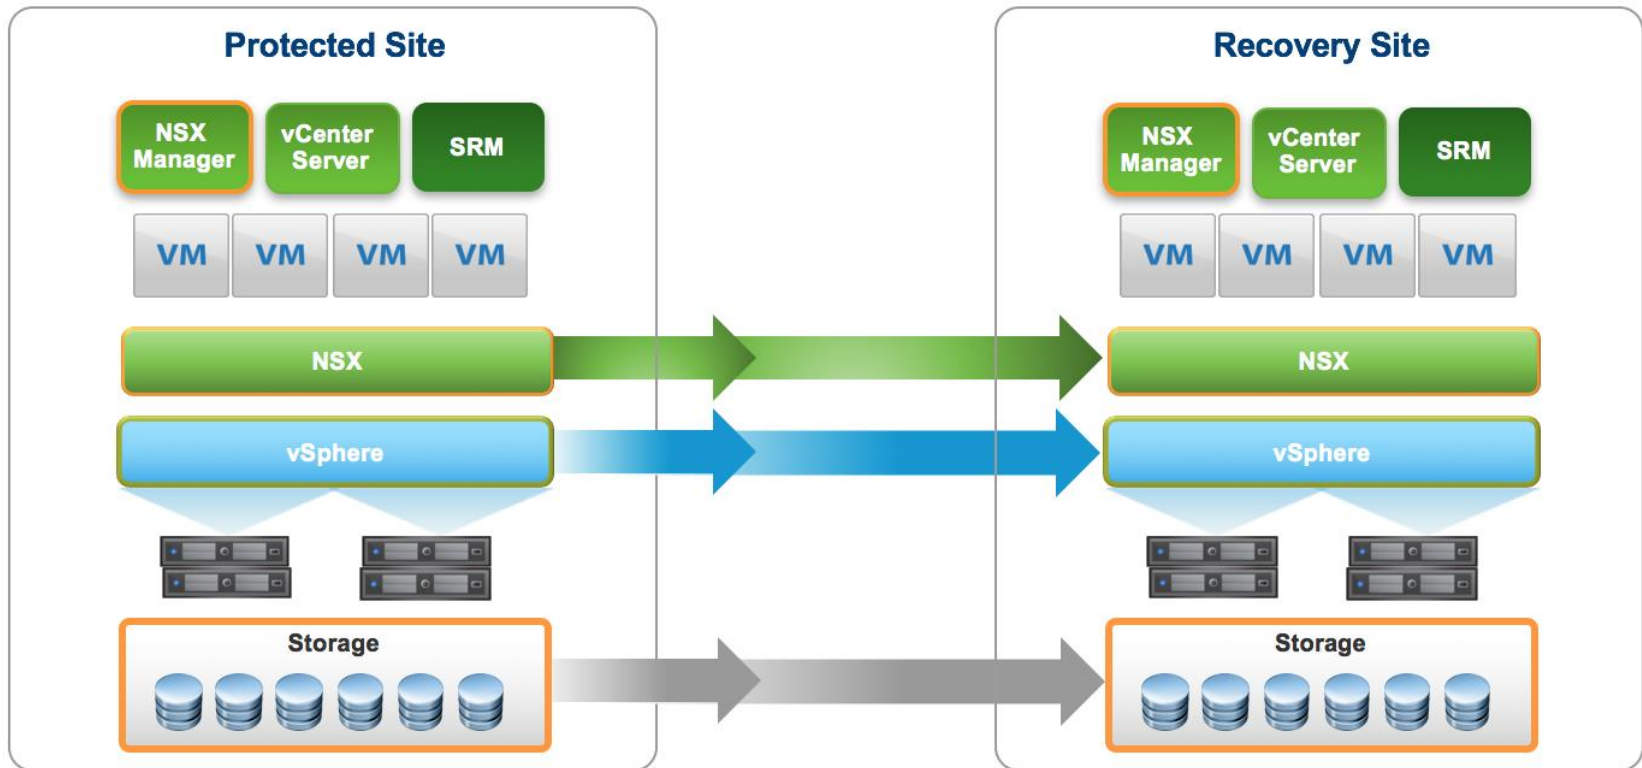 Protected Site
NSX
Manager
vCenter
Server
SRM
VM VM VM VM
NSX
vSphere
Storage
Recovery Site
NSX
Manager
vCenter
Server
SRM
VM VM VM VM
NSX
vSphere
Storage